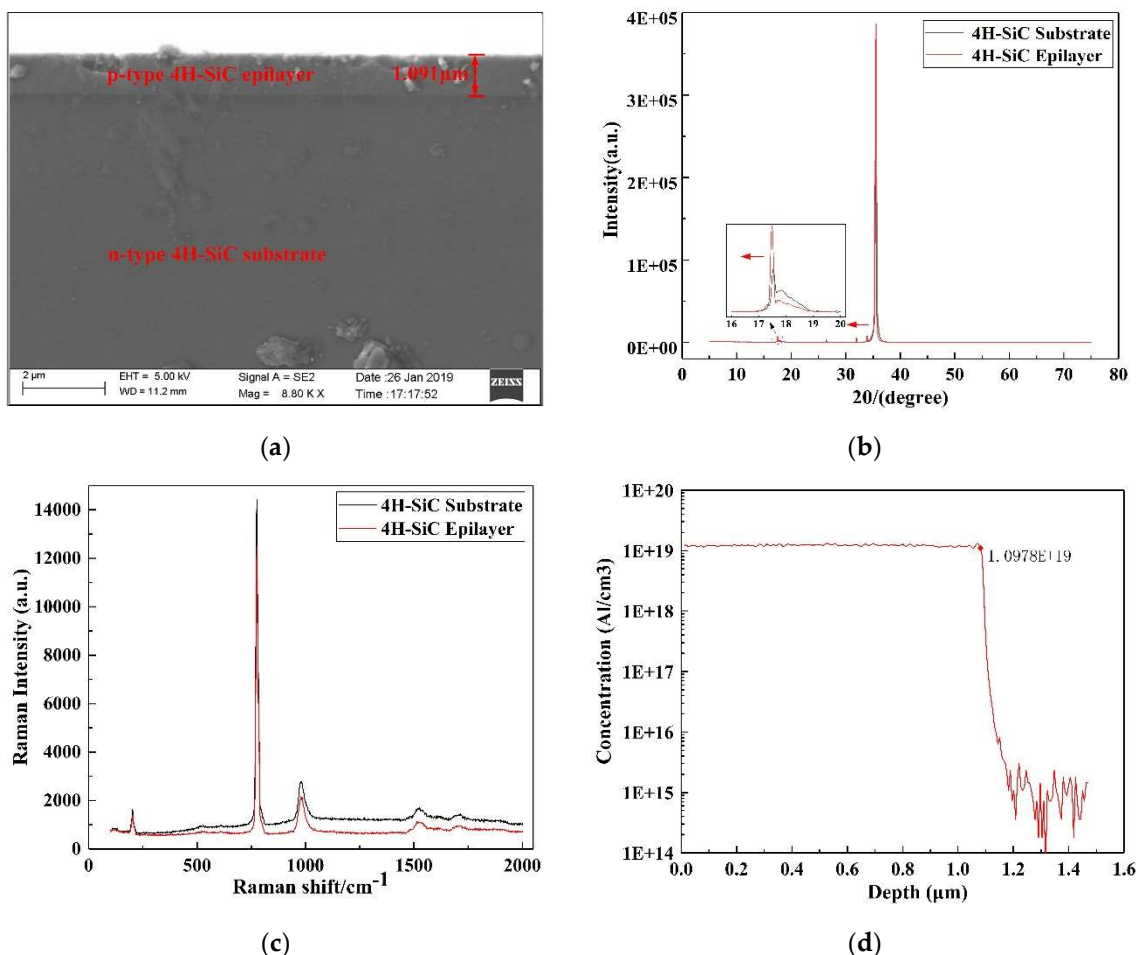 p-type 4H-SiC epilayer
1.091µm
n-type 4H-SiC substrate
2 µm
EHT = 5.00 kV
WD = 11.2 mm
Signal A = SE2
Mag = 8.80 K X
Date :26 Jan 2019
Time :17:17:52
ZEISS
(a)
4E+05
3E+05
2E+05
1E+05
0E+00
Intensity(a.u.)
4H-SiC Substrate
4H-SiC Epilayer
16 17 18 19 20
0 10 20 30 40 50 60 70 80
2θ/(degree)
(b)
14000
12000
10000
8000
6000
4000
2000
0
Raman Intensity (a.u.)
4H-SiC Substrate
4H-SiC Epilayer
0 500 1000 1500 2000
Raman shift/cm-1
(c)
1E+20
1E+19
1E+18
1E+17
1E+16
1E+15
1E+14
Concentration (Al/cm3)
1.0978E+19
0.0 0.2 0.4 0.6 0.8 1.0 1.2 1.4 1.6
Depth (µm)
(d)